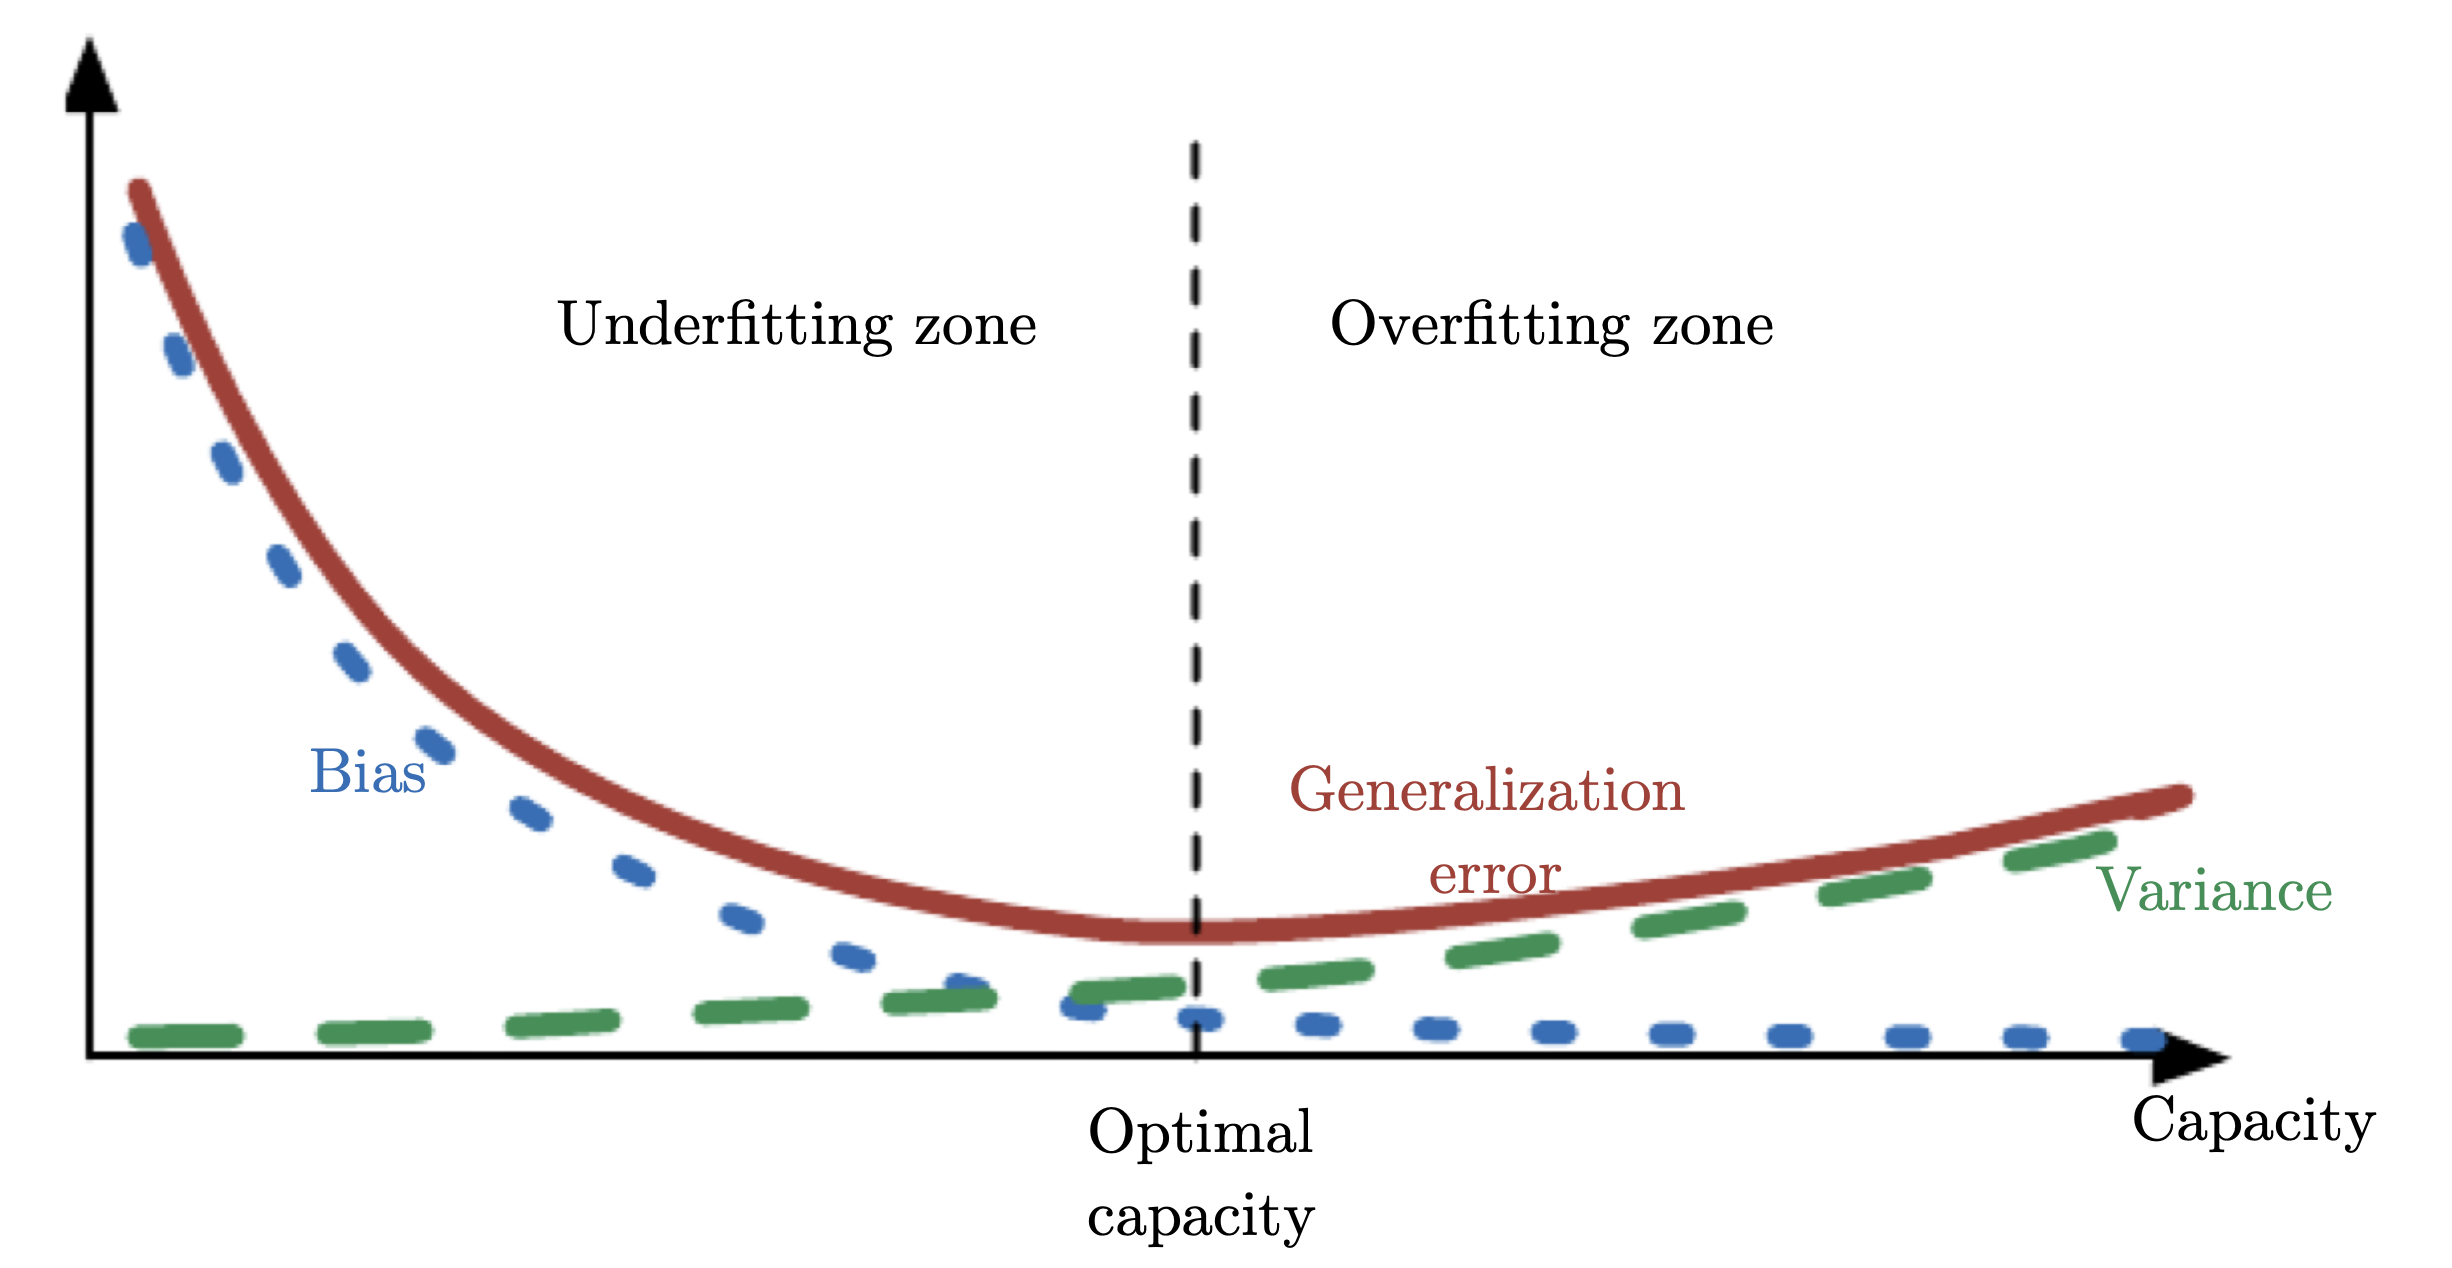 Underfitting zone
Overfitting zone
Bias
Generalization
error
Variance
Optimal
capacity
Capacity